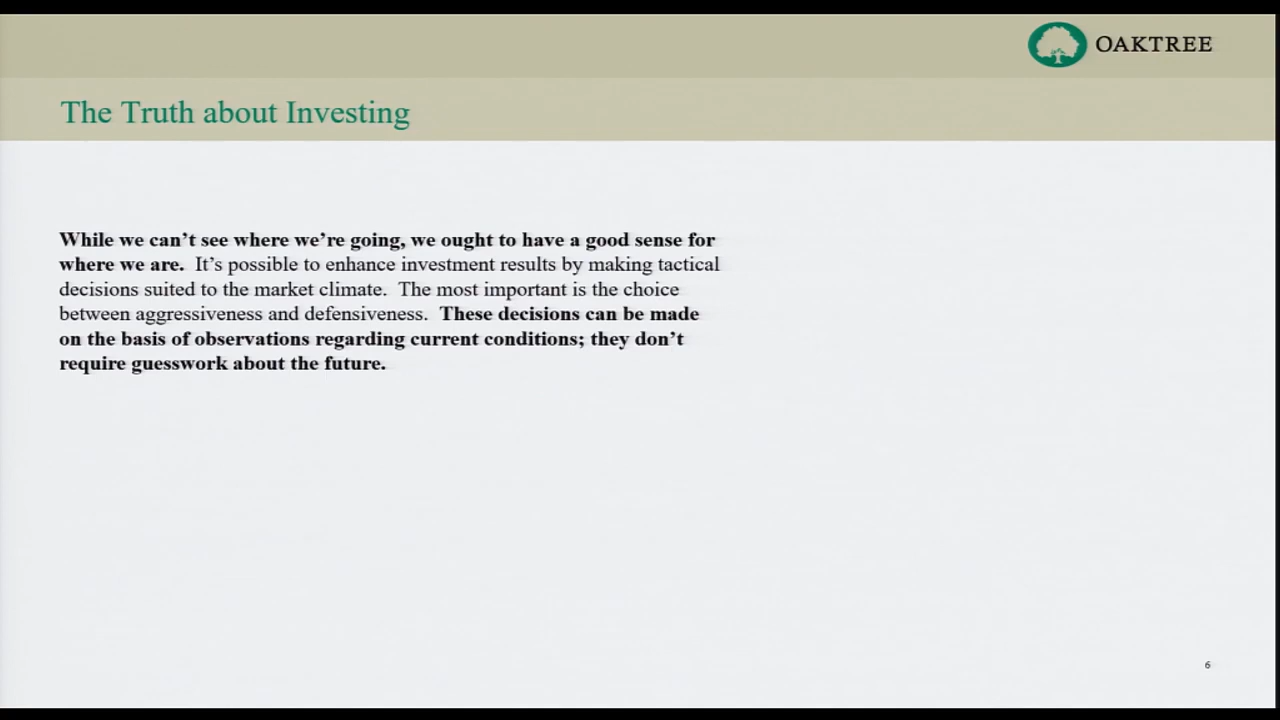 OAKTREE
The Truth about Investing
While we can’t see where we’re going, we ought to have a good sense for
where we are. It’s possible to enhance investment results by making tactical
decisions suited to the market climate. The most important is the choice
between aggressiveness and defensiveness. These decisions can be made
on the basis of observations regarding current conditions; they don’t
require guesswork about the future.
6